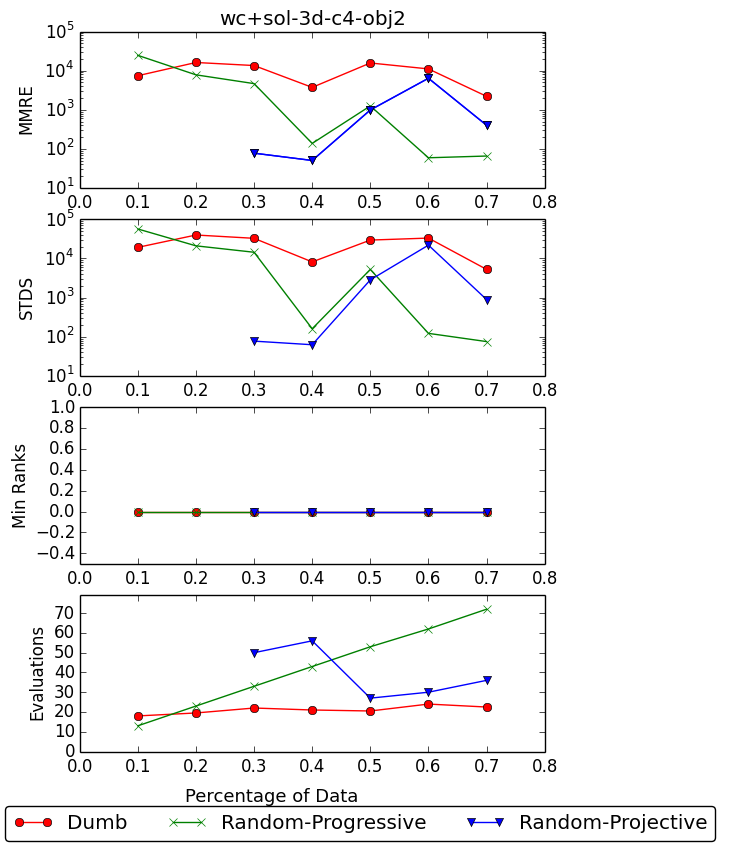 wc+sol-3d-c4-obj2
10^5
10^4
10^3
10^2
10^1
MMRE
0.0 0.1 0.2 0.3 0.4 0.5 0.6 0.7 0.8
10^5
10^4
10^3
10^2
10^1
STDS
0.0 0.1 0.2 0.3 0.4 0.5 0.6 0.7 0.8
1.0
0.8
0.6
0.4
0.2
0.0
−0.2
−0.4
Min Ranks
0.0 0.1 0.2 0.3 0.4 0.5 0.6 0.7 0.8
70
60
50
40
30
20
10
0
Evaluations
0.0 0.1 0.2 0.3 0.4 0.5 0.6 0.7 0.8
Percentage of Data
Dumb Random-Progressive Random-Projective